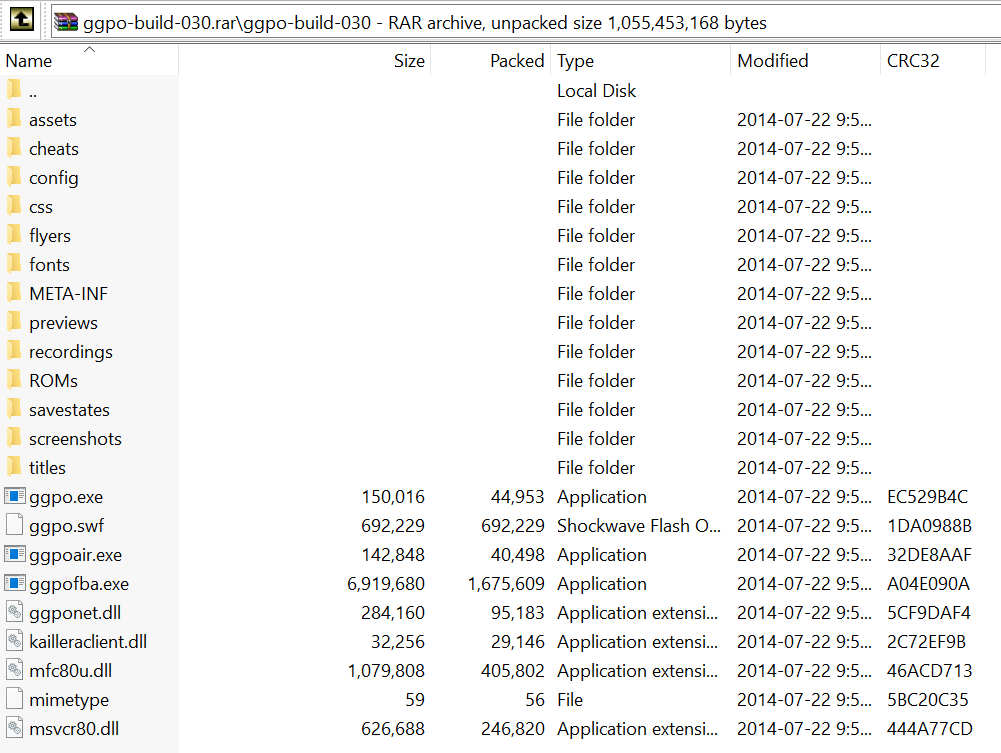 ggpo-build-030.rar\ggpo-build-030 - RAR archive, unpacked size 1,055,453,168 bytes
Name Size Packed Type Modified CRC32
.. Local Disk
assets File folder 2014-07-22 9:5...
cheats File folder 2014-07-22 9:5...
config File folder 2014-07-22 9:5...
css File folder 2014-07-22 9:5...
flyers File folder 2014-07-22 9:5...
fonts File folder 2014-07-22 9:5...
META-INF File folder 2014-07-22 9:5...
previews File folder 2014-07-22 9:5...
recordings File folder 2014-07-22 9:5...
ROMs File folder 2014-07-22 9:5...
savestates File folder 2014-07-22 9:5...
screenshots File folder 2014-07-22 9:5...
titles File folder 2014-07-22 9:5...
ggpo.exe 150,016 44,953 Application 2014-07-22 9:5... EC529B4C
ggpo.swf 692,229 692,229 Shockwave Flash O... 2014-07-22 9:5... 1DA0988B
ggpoair.exe 142,848 40,498 Application 2014-07-22 9:5... 32DE8AAF
ggpofba.exe 6,919,680 1,675,609 Application 2014-07-22 9:5... A04E090A
ggponet.dll 284,160 95,183 Application extensi... 2014-07-22 9:5... 5CF9DAF4
kailleraclient.dll 32,256 29,146 Application extensi... 2014-07-22 9:5... 2C72EF9B
mfc80u.dll 1,079,808 405,802 Application extensi... 2014-07-22 9:5... 46ACD713
mimetype 59 56 File 2014-07-22 9:5... 5BC20C35
msvcr80.dll 626,688 246,820 Application extensi... 2014-07-22 9:5... 444A77CD